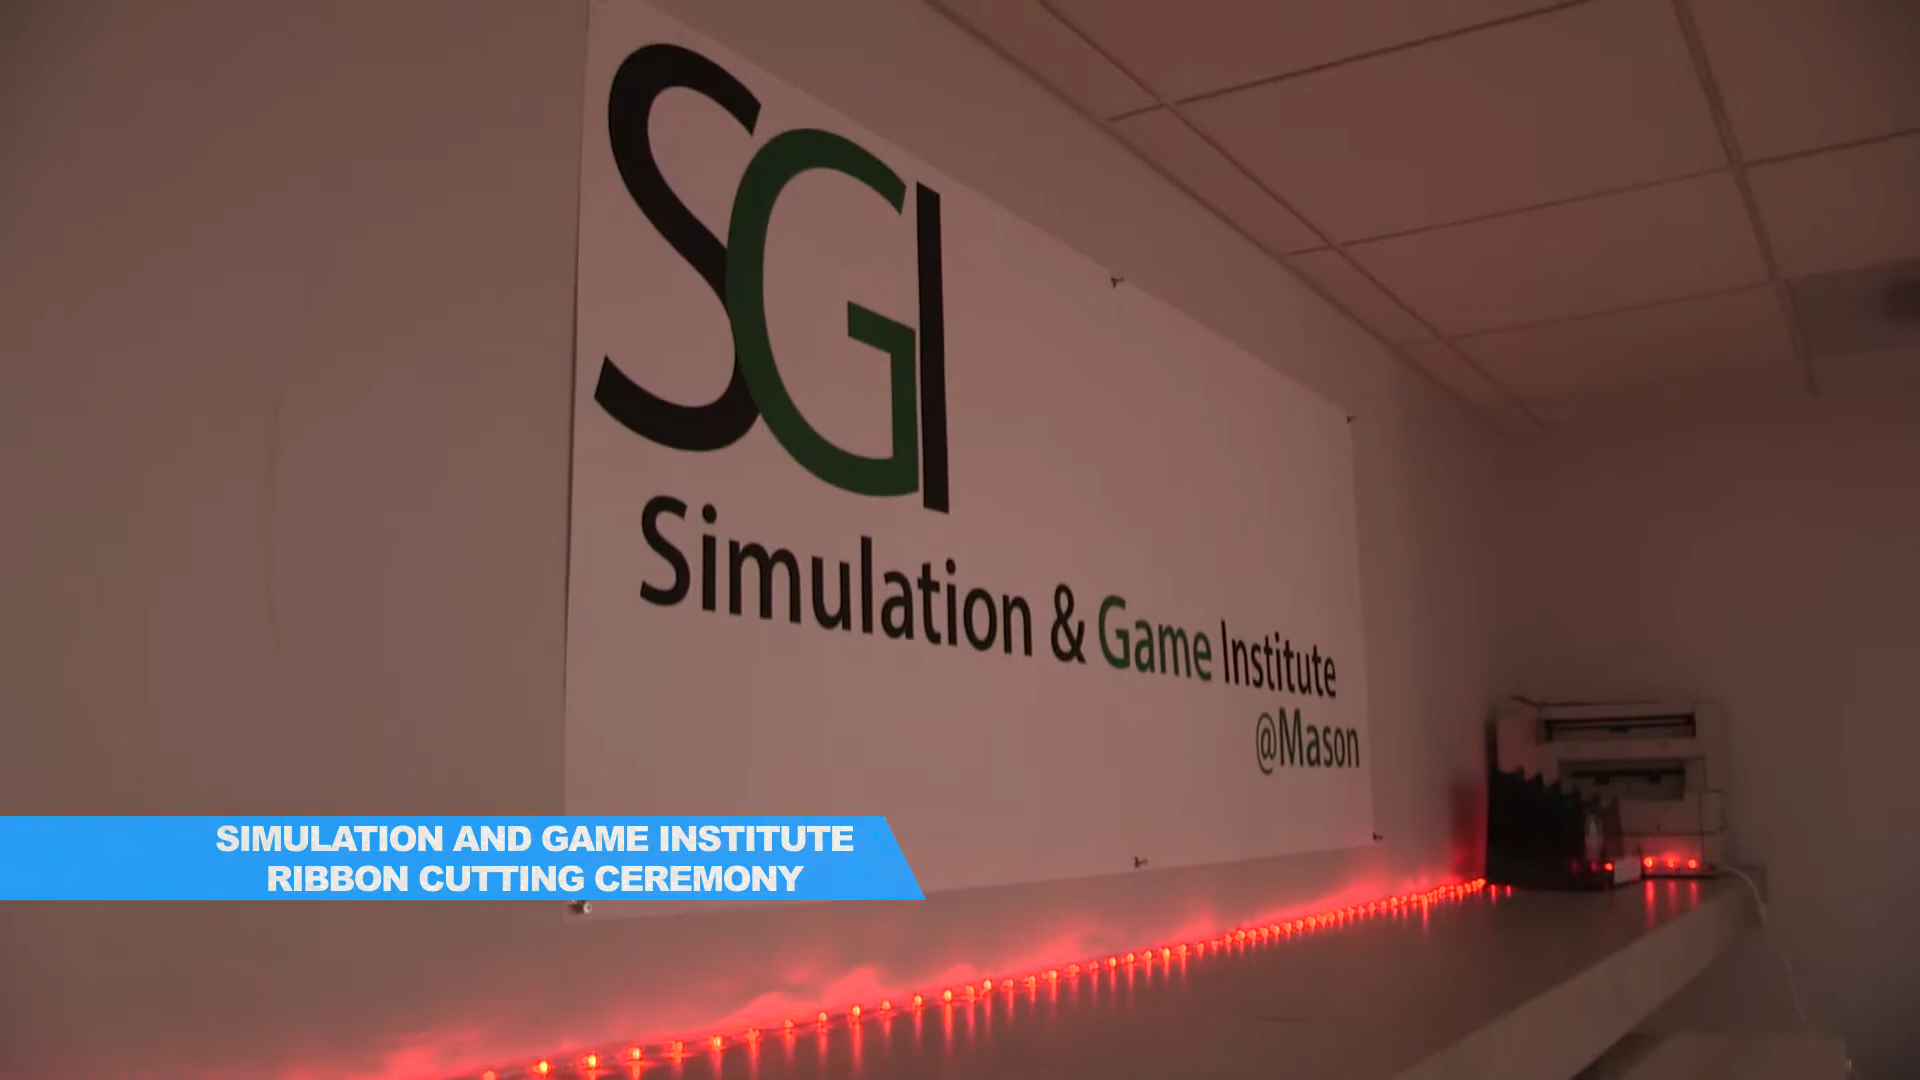 SGI
Simulation & Game Institute
@Mason
SIMULATION AND GAME INSTITUTE
RIBBON CUTTING CEREMONY